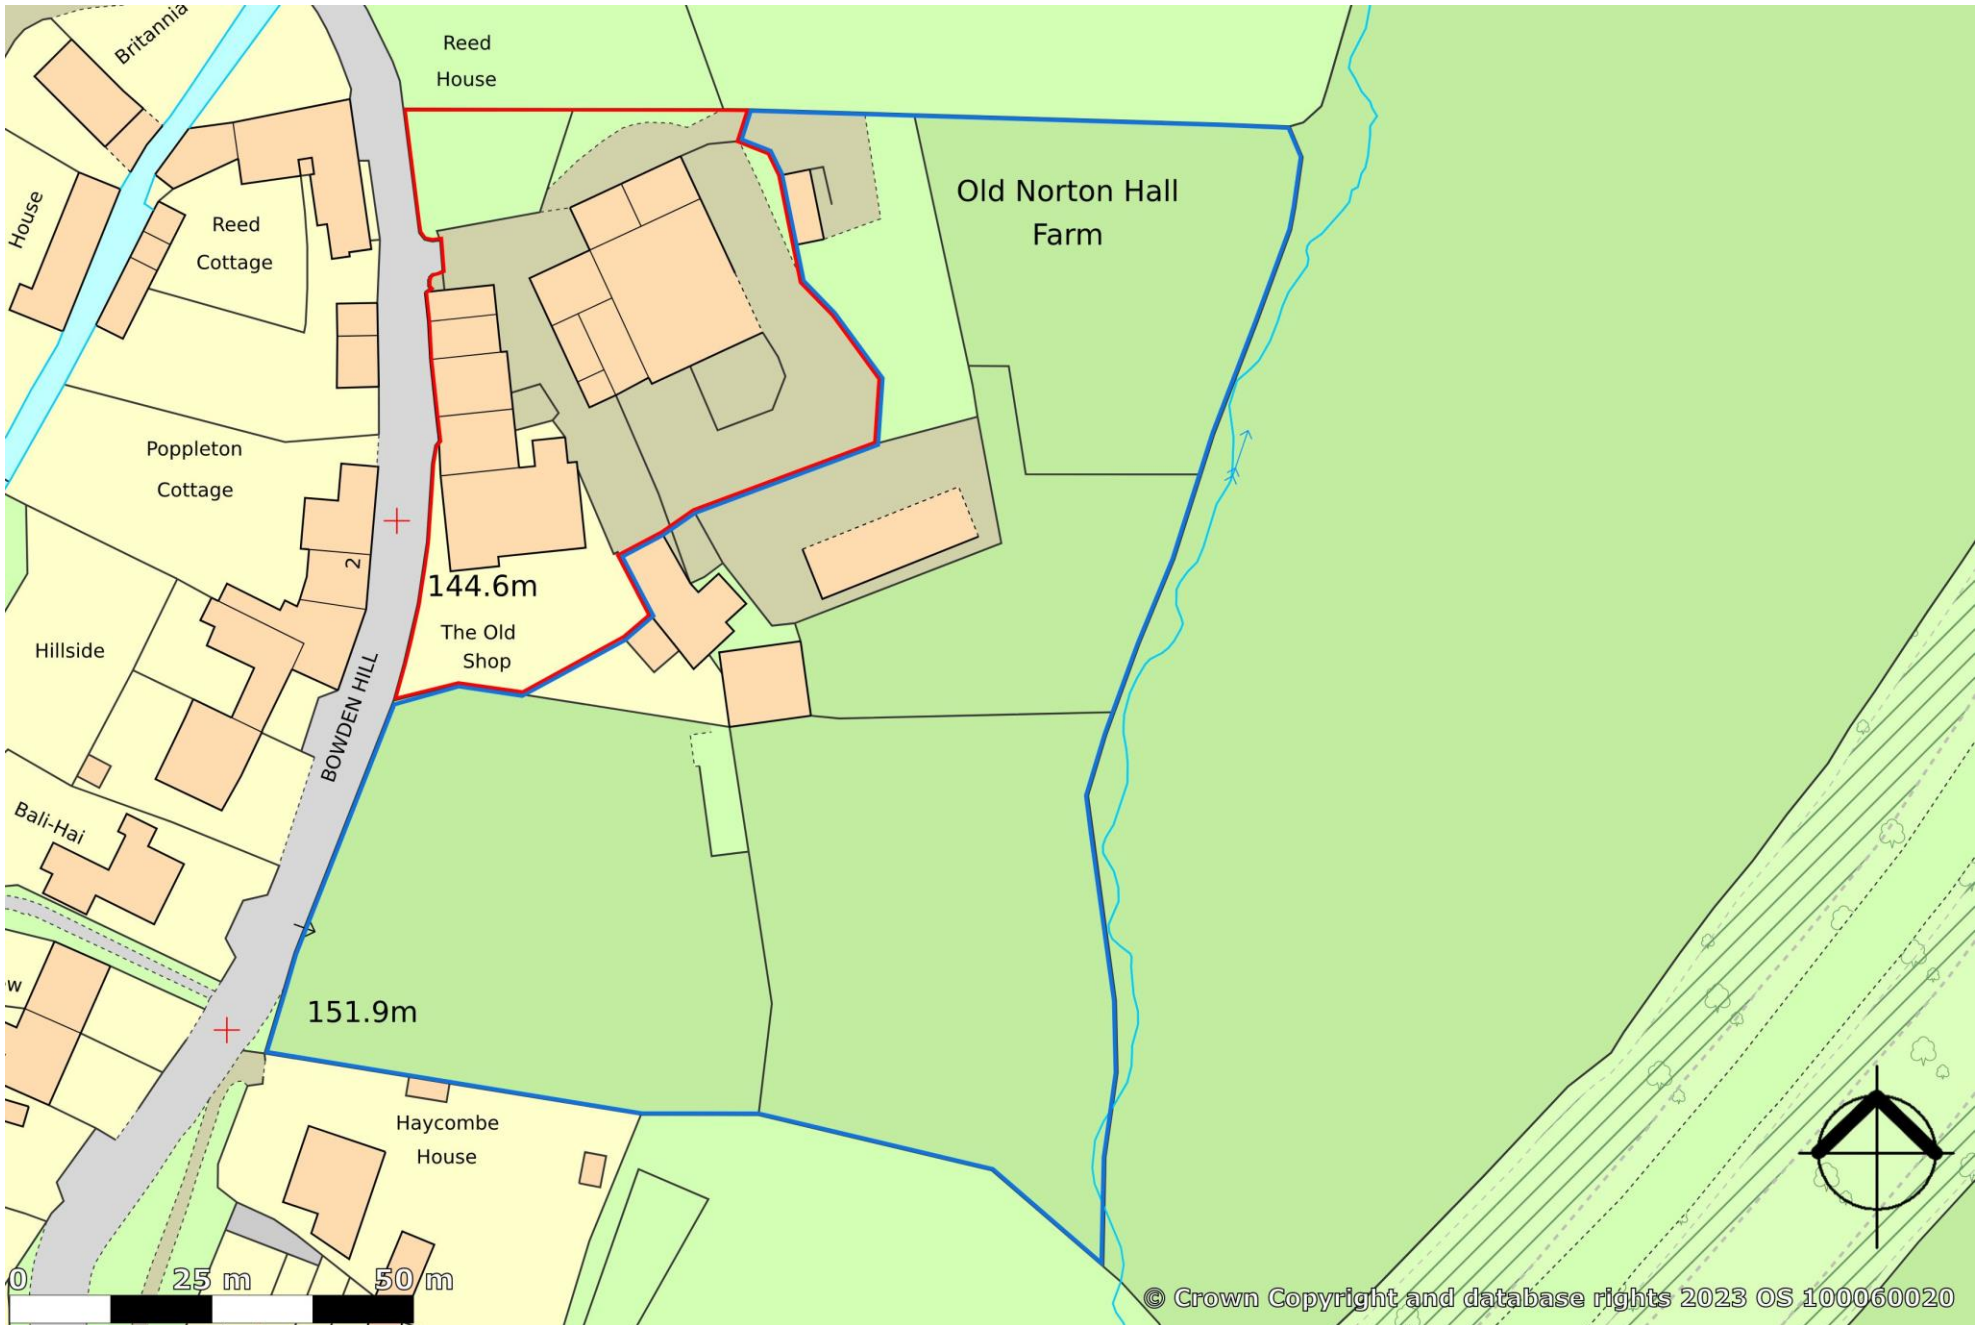 Britannia
Reed
House
House
Reed
Cottage
Old Norton Hall
Farm
Poppleton
Cottage
2
144.6m
The Old
Shop
Hillside
BOWDEN HILL
Bali-Hai
w
151.9m
Haycombe
House
0 25 m 50 m
© Crown Copyright and database rights 2023 OS 100060020